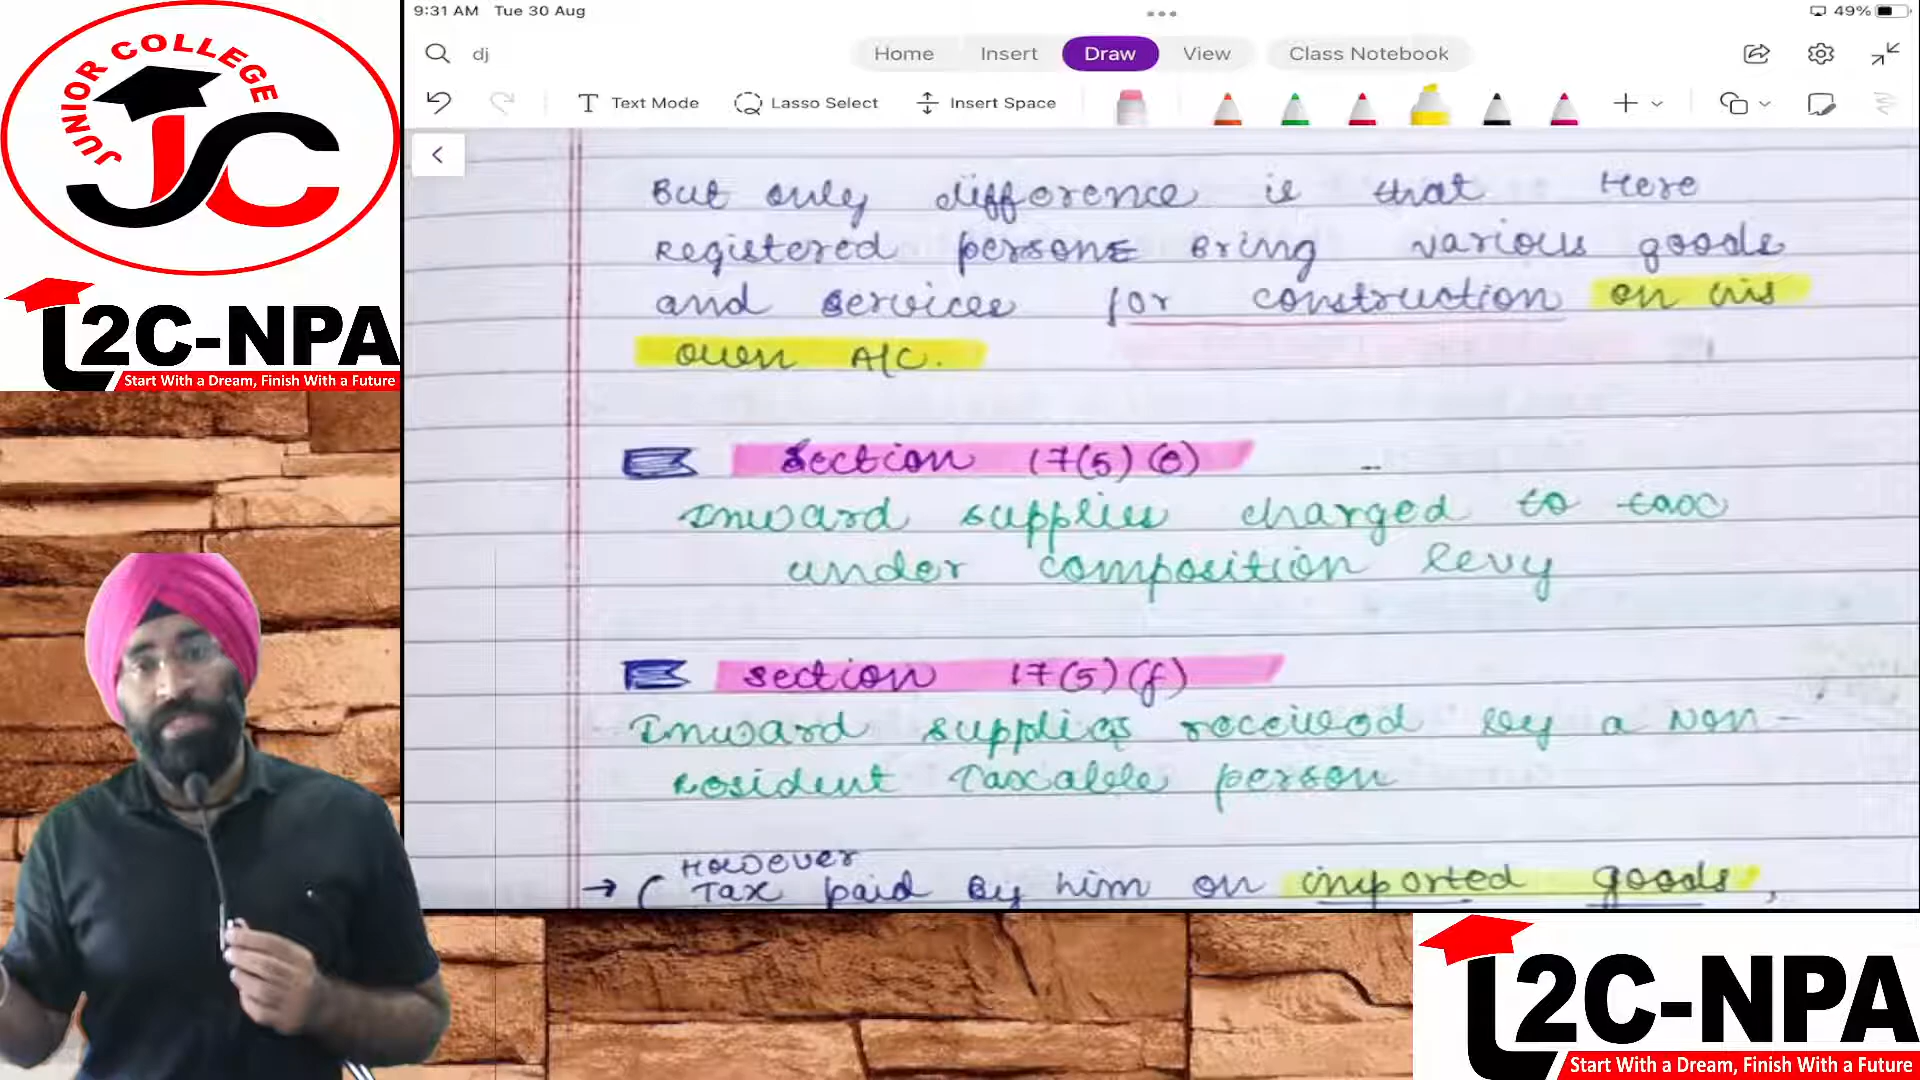 JUNIOR COLLEGE
JC
L2C-NPA
Start With a Dream, Finish With a Future
9:31 AM Tue 30 Aug
49%
dj
Home Insert Draw View Class Notebook
Text Mode Lasso Select Insert Space
But only difference is that Here
Registered persons Bring various goods
and services for construction on his
own A/C.
Section 17(5)(e)
Inward supplies charged to tax
under composition levy
section 17(5)(f)
Inward supplies received by a Non-
Resident Taxable person
However
→ ( Tax paid By him on imported goods,
L2C-NPA
Start With a Dream, Finish With a Future